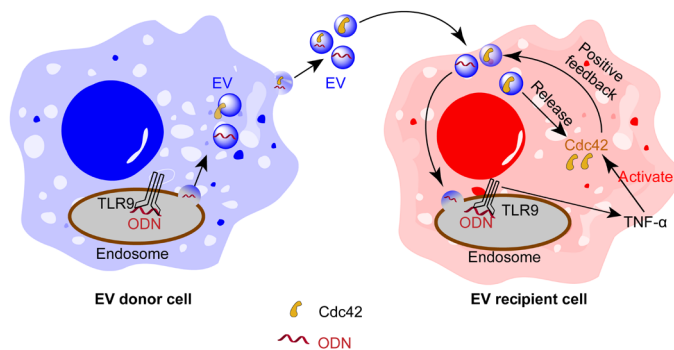 EV
EV
Positive
feedback
Release
Cdc42
Activate
TLR9
ODN
Endosome
TLR9
ODN
Endosome
TNF-α
EV donor cell
EV recipient cell
Cdc42
ODN